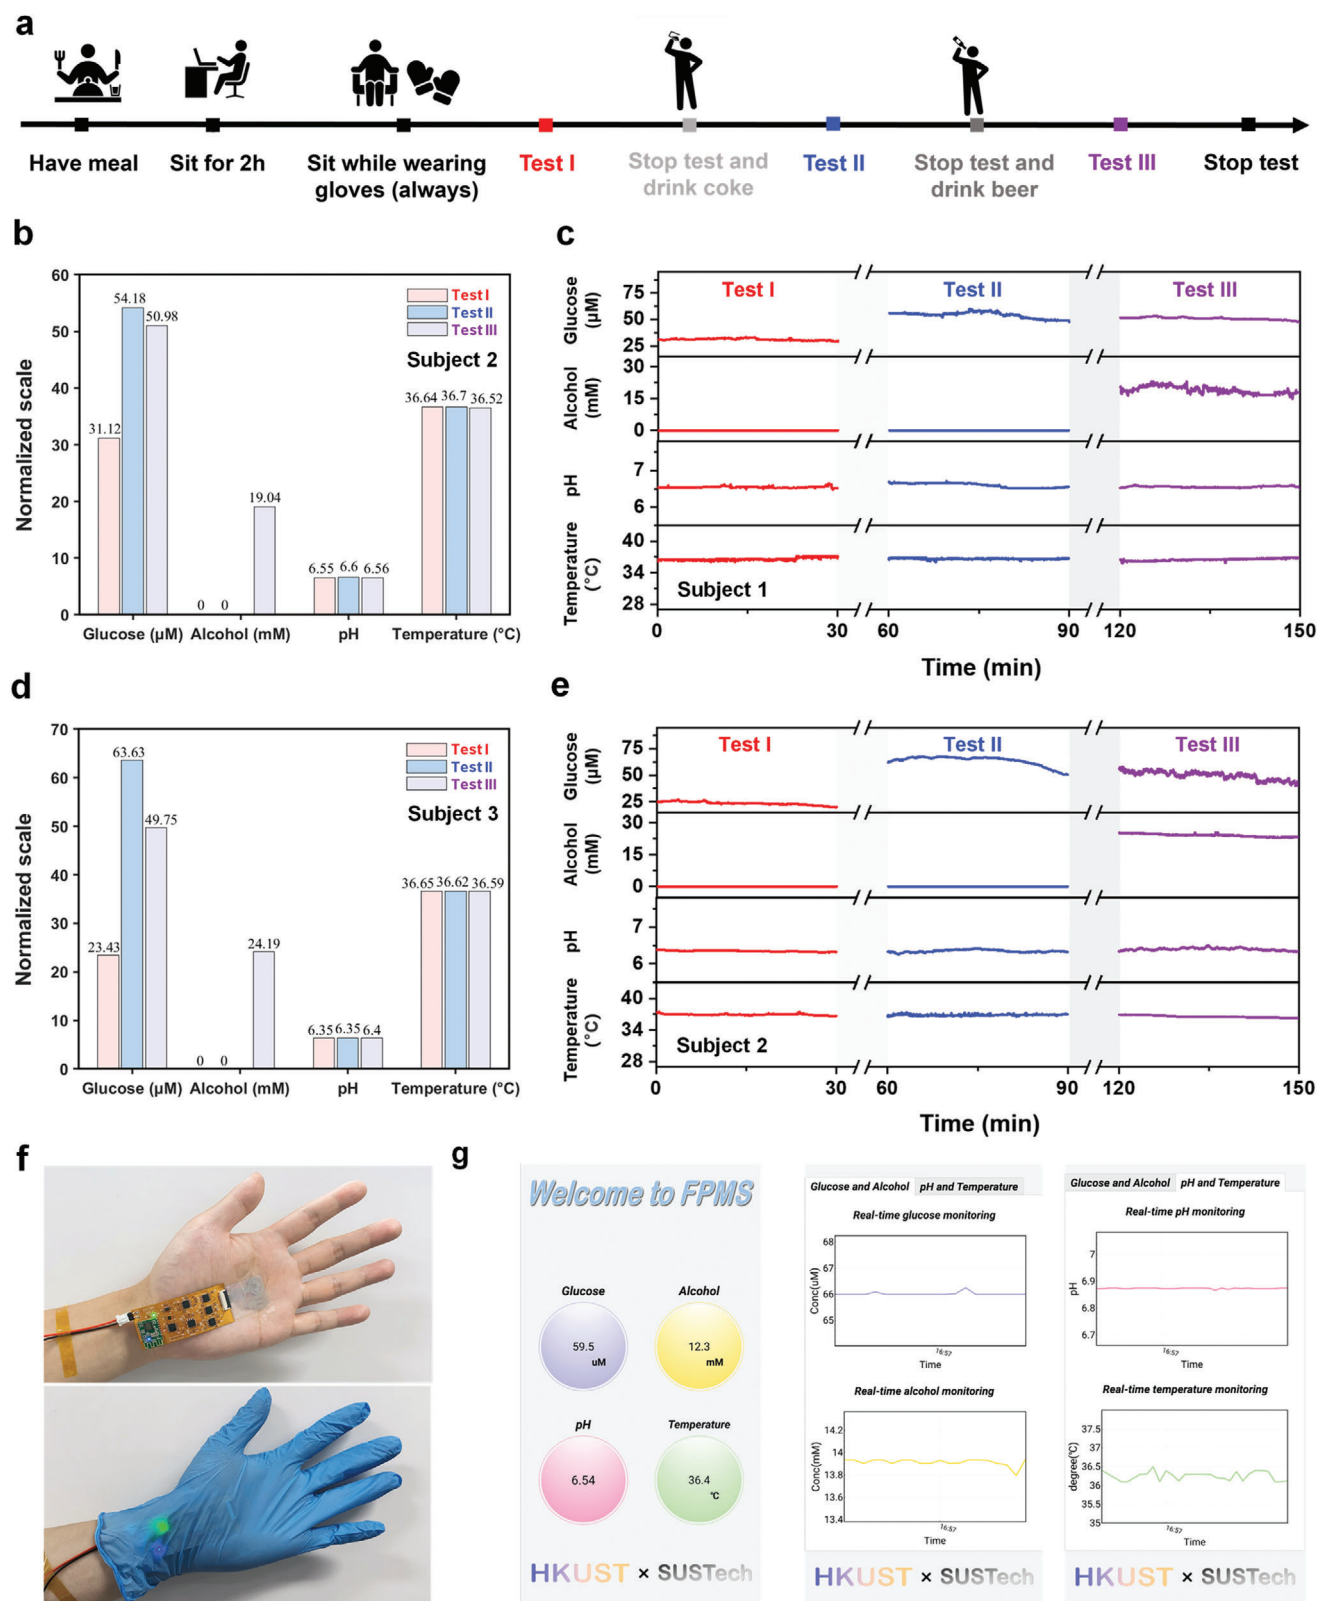 a
Have meal
Sit for 2h
Sit while wearing
gloves (always)
Test I
Stop test and
drink coke
Test II
Stop test and
drink beer
Test III
Stop test
b
Normalized scale
60
50
40
30
20
10
0
Test I
Test II
Test III
Subject 2
31.12
54.18
50.98
0
0
19.04
6.55
6.6
6.56
36.64
36.7
36.52
Glucose (μM)
Alcohol (mM)
pH
Temperature (°C)
c
Test I
Test II
Test III
Glucose
(μM)
75
50
25
Alcohol
(mM)
30
15
0
pH
7
6
Temperature
(°C)
40
34
28
Subject 1
0
30
60
90
120
150
Time (min)
d
Normalized scale
70
60
50
40
30
20
10
0
Test I
Test II
Test III
Subject 3
23.43
63.63
49.75
0
0
24.19
6.35
6.35
6.4
36.65
36.62
36.59
Glucose (μM)
Alcohol (mM)
pH
Temperature (°C)
e
Test I
Test II
Test III
Glucose
(μM)
75
50
25
Alcohol
(mM)
30
15
0
pH
7
6
Temperature
(°C)
40
34
28
Subject 2
0
30
60
90
120
150
Time (min)
f
g
Welcome to FPMS
Glucose
59.5
uM
Alcohol
12.3
mM
pH
6.54
Temperature
36.4
℃
HKUST × SUSTech
Glucose and Alcohol
pH and Temperature
Real-time glucose monitoring
Conc(uM)
68
67
66
65
16:57
Time
Real-time alcohol monitoring
Conc(mM)
14.2
14
13.8
13.6
13.4
16:57
Time
HKUST × SUSTech
Glucose and Alcohol
pH and Temperature
Real-time pH monitoring
pH
7
6.9
6.8
6.7
16:57
Time
Real-time temperature monitoring
degree(℃)
37.5
37
36.5
36
35.5
35
16:57
Time
HKUST × SUSTech